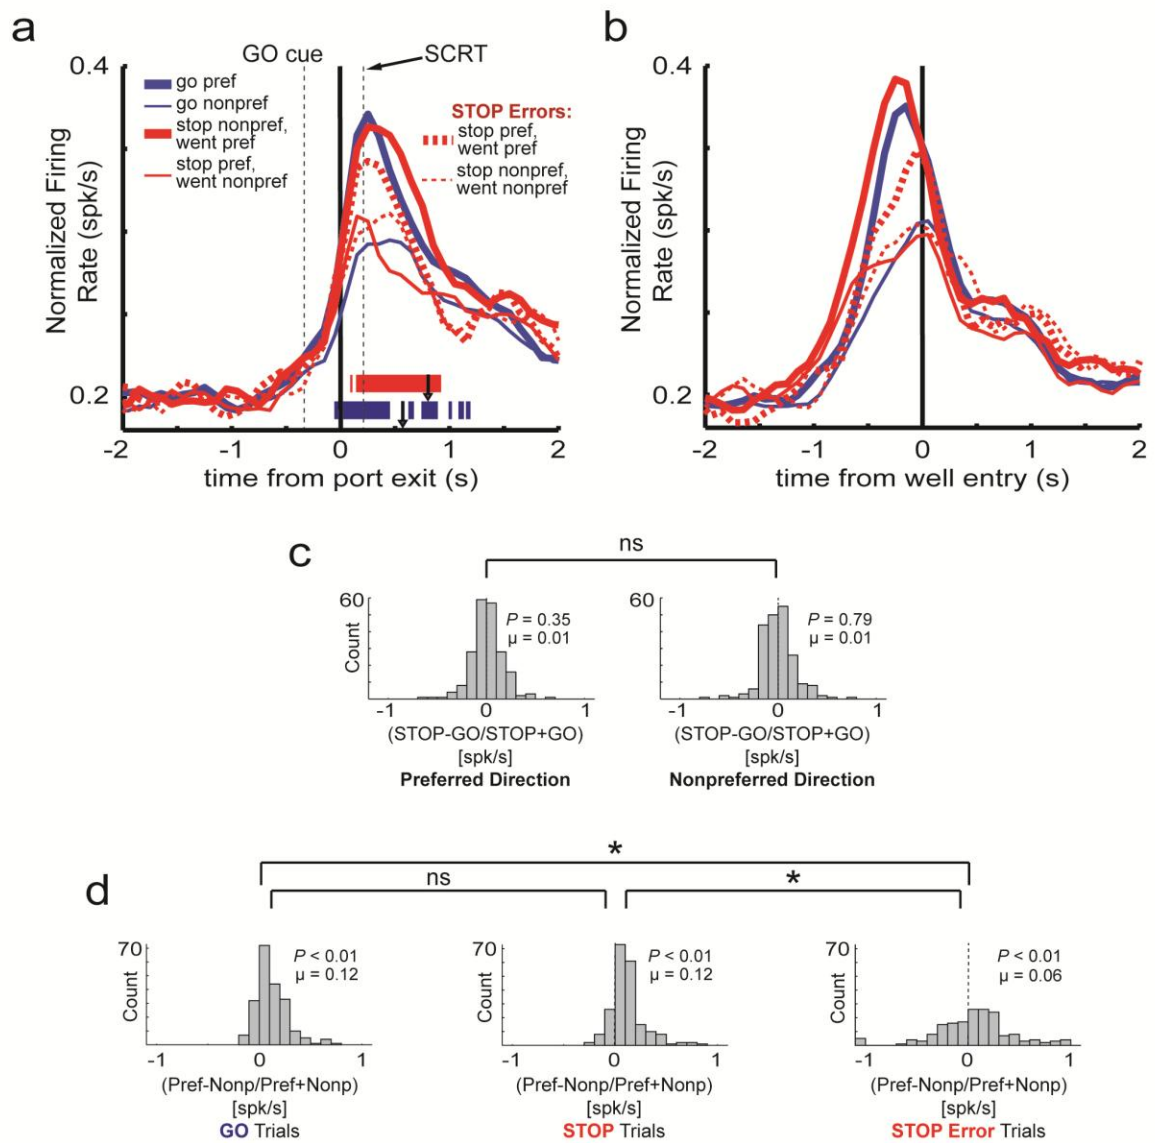 a
GO cue
SCRT
0.4
go pref
go nonpref
stop nonpref,
went pref
stop pref,
went nonpref
STOP Errors:
stop pref,
went pref
stop nonpref,
went nonpref
Normalized Firing
Rate (spk/s)
0.2
-2 -1 0 1 2
time from port exit (s)
b
0.4
Normalized Firing
Rate (spk/s)
0.2
-2 -1 0 1 2
time from well entry (s)
c
ns
60
Count
P = 0.35
µ = 0.01
-1 0 1
(STOP-GO/STOP+GO)
[spk/s]
Preferred Direction
60
P = 0.79
µ = 0.01
-1 0 1
(STOP-GO/STOP+GO)
[spk/s]
Nonpreferred Direction
d
*
ns
*
70
Count
P < 0.01
µ = 0.12
-1 0 1
(Pref-Nonp/Pref+Nonp)
[spk/s]
GO Trials
70
Count
P < 0.01
µ = 0.12
-1 0 1
(Pref-Nonp/Pref+Nonp)
[spk/s]
STOP Trials
70
Count
P < 0.01
µ = 0.06
-1 0 1
(Pref-Nonp/Pref+Nonp)
[spk/s]
STOP Error Trials